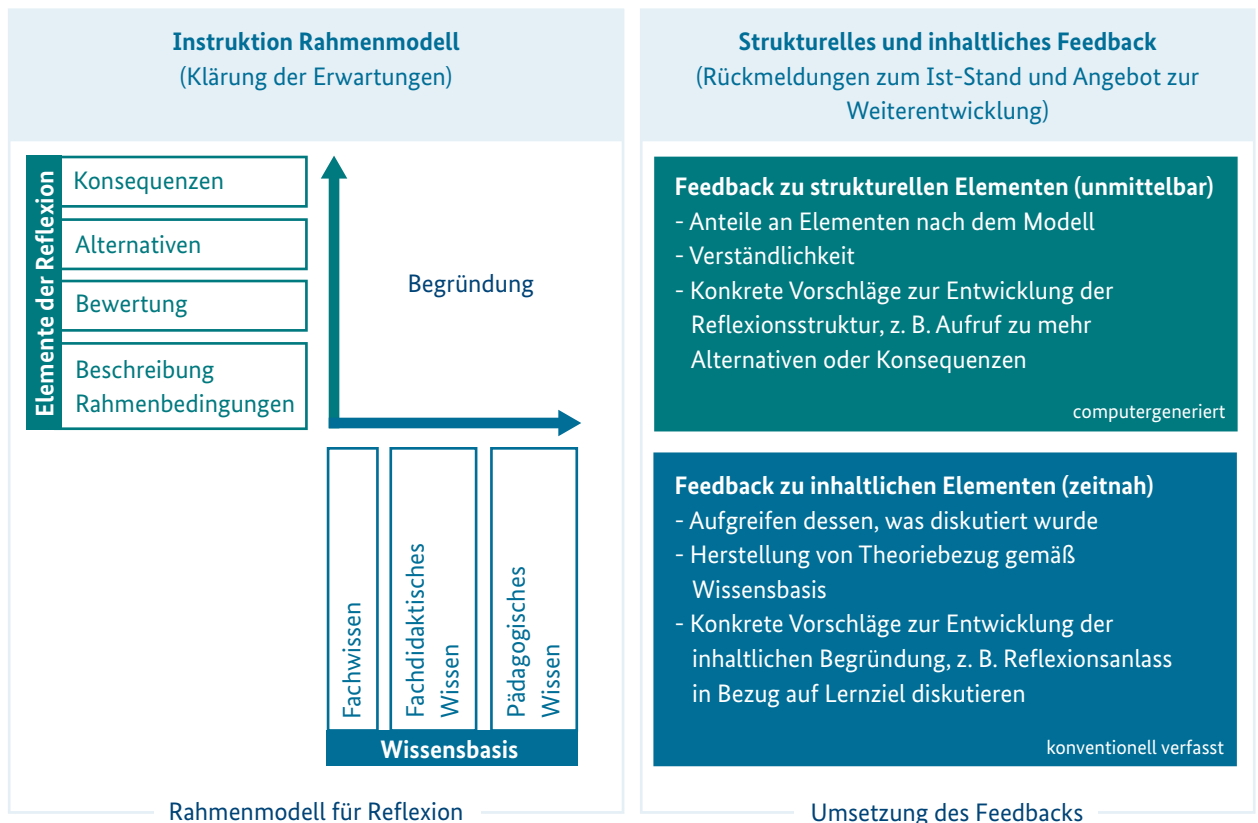 Instruktion Rahmenmodell
(Klärung der Erwartungen)
Elemente der Reflexion
Konsequenzen
Alternativen
Bewertung
Beschreibung
Rahmenbedingungen
Begründung
Fachwissen
Fachdidaktisches
Wissen
Pädagogisches
Wissen
Wissensbasis
Rahmenmodell für Reflexion
Strukturelles und inhaltliches Feedback
(Rückmeldungen zum Ist-Stand und Angebot zur
Weiterentwicklung)
Feedback zu strukturellen Elementen (unmittelbar)
- Anteile an Elementen nach dem Modell
- Verständlichkeit
- Konkrete Vorschläge zur Entwicklung der
Reflexionsstruktur, z. B. Aufruf zu mehr
Alternativen oder Konsequenzen
computergeneriert
Feedback zu inhaltlichen Elementen (zeitnah)
- Aufgreifen dessen, was diskutiert wurde
- Herstellung von Theoriebezug gemäß
Wissensbasis
- Konkrete Vorschläge zur Entwicklung der
inhaltlichen Begründung, z. B. Reflexionsanlass
in Bezug auf Lernziel diskutieren
konventionell verfasst
Umsetzung des Feedbacks